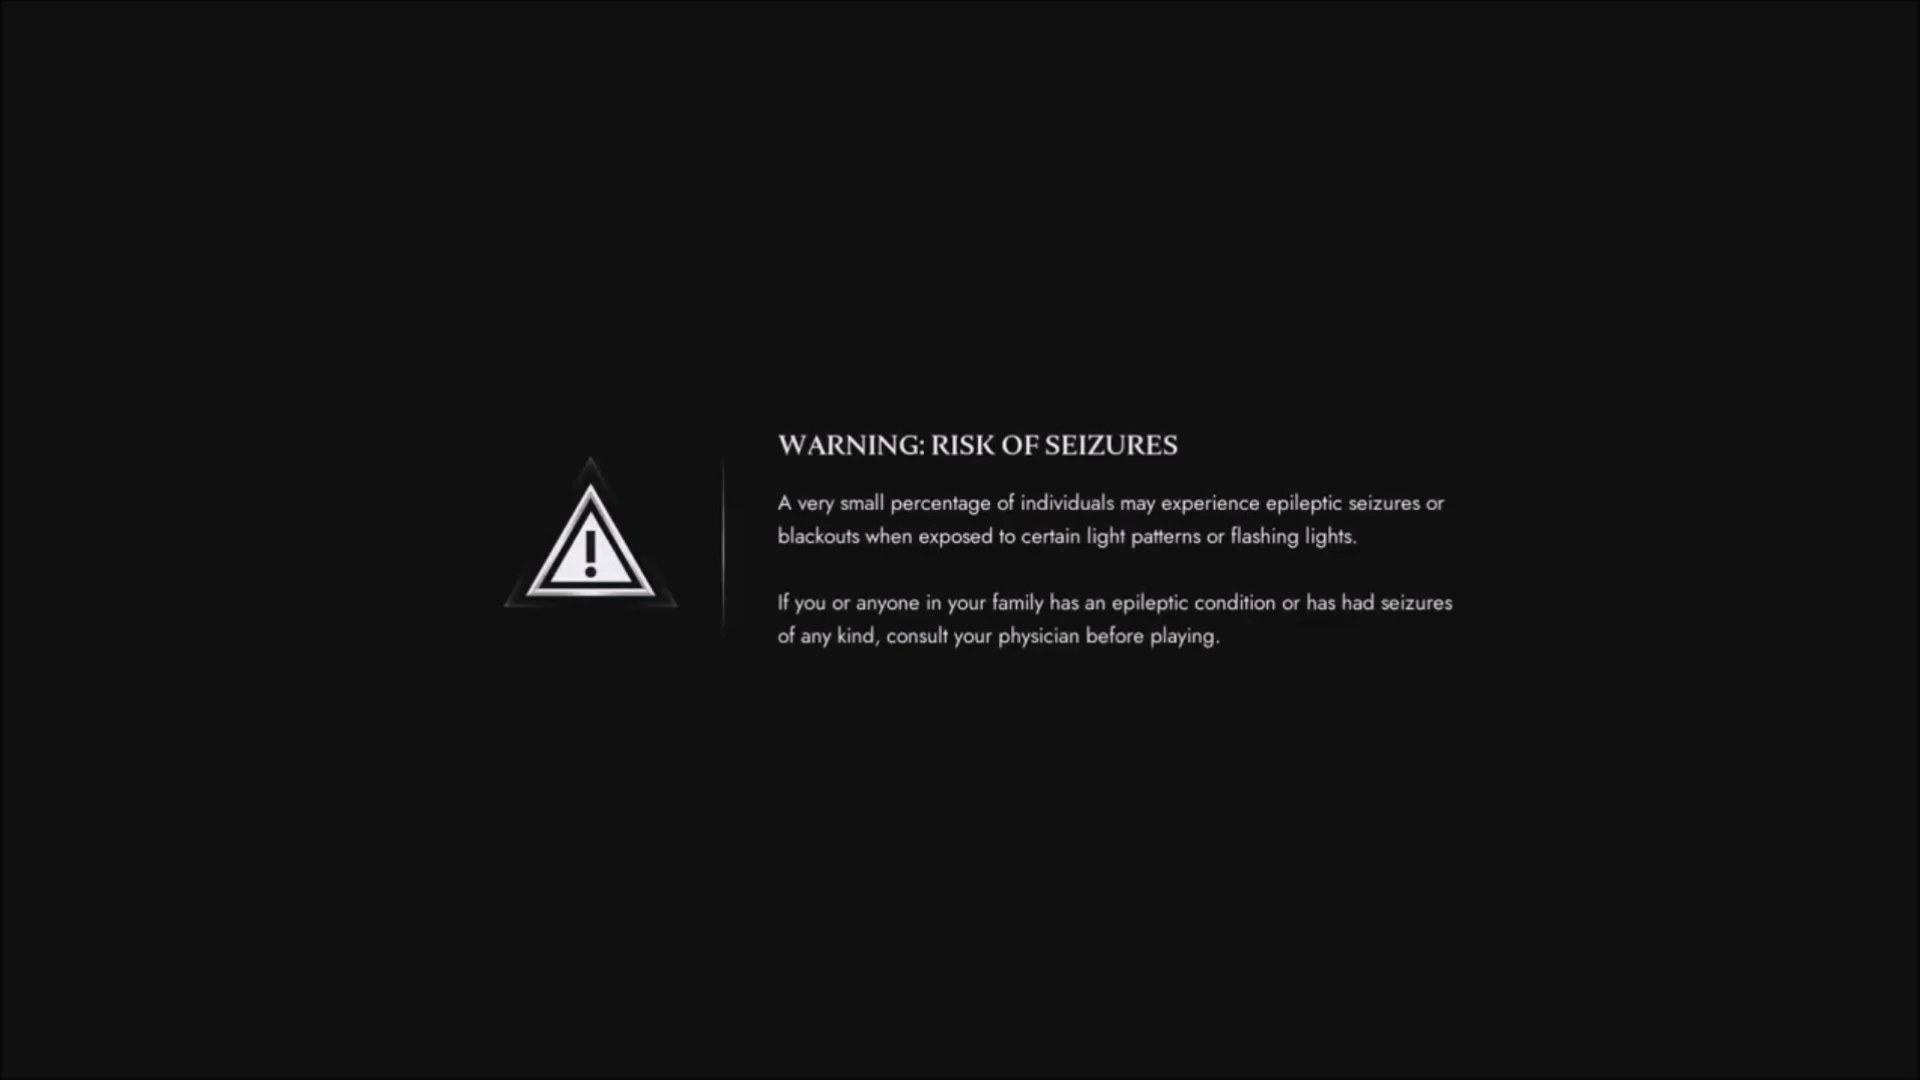 WARNING: RISK OF SEIZURES
A very small percentage of individuals may experience epileptic seizures or
blackouts when exposed to certain light patterns or flashing lights.
If you or anyone in your family has an epileptic condition or has had seizures
of any kind, consult your physician before playing.